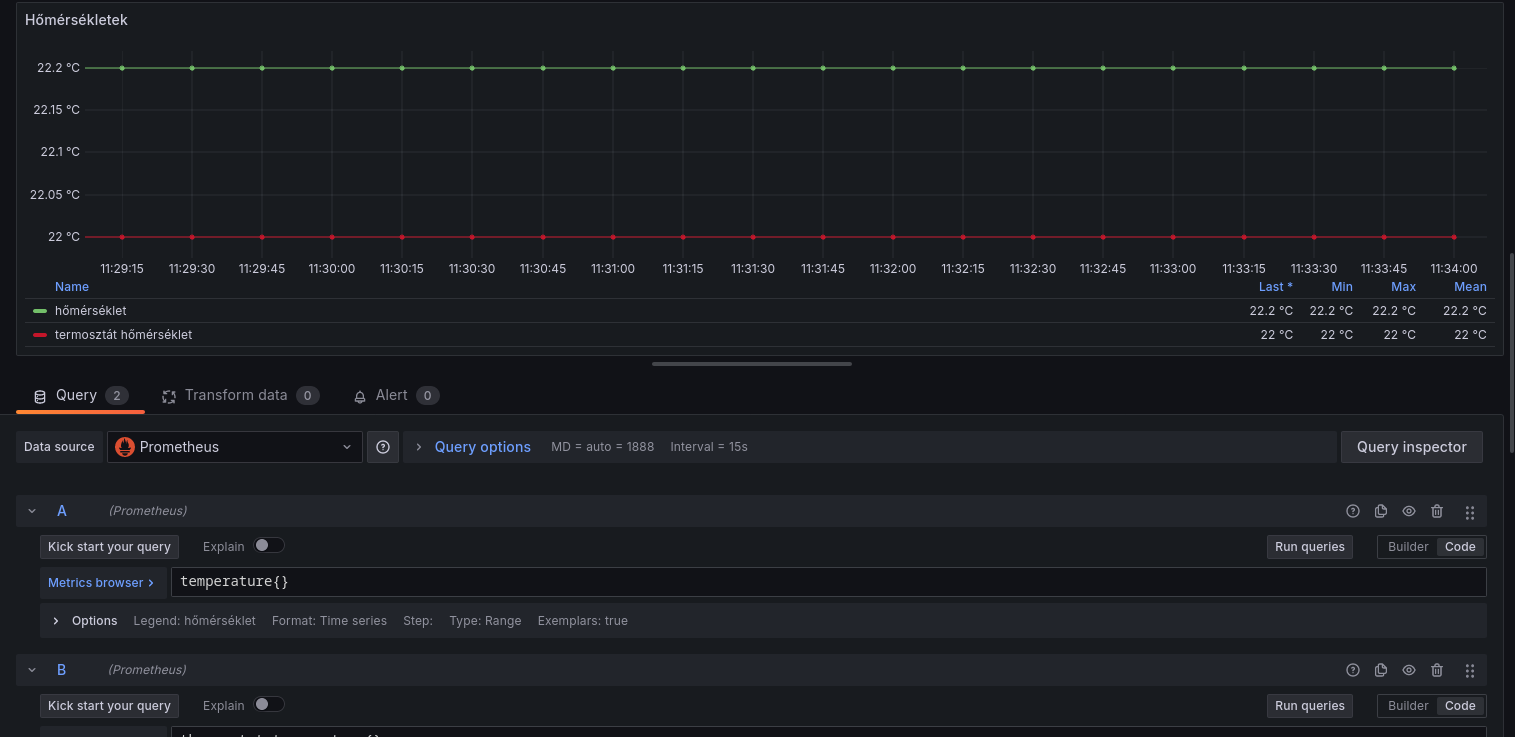 Hőmérsékletek
22.2 °C
22.15 °C
22.1 °C
22.05 °C
22 °C
11:29:15 11:29:30 11:29:45 11:30:00 11:30:15 11:30:30 11:30:45 11:31:00 11:31:15 11:31:30 11:31:45 11:32:00 11:32:15 11:32:30 11:32:45 11:33:00 11:33:15 11:33:30 11:33:45 11:34:00
Name Last * Min Max Mean
hőmérséklet 22.2 °C 22.2 °C 22.2 °C 22.2 °C
termosztát hőmérséklet 22 °C 22 °C 22 °C 22 °C
Query 2 Transform data 0 Alert 0
Data source Prometheus Query options MD = auto = 1888 Interval = 15s Query inspector
A (Prometheus)
Kick start your query Explain Run queries Builder Code
Metrics browser > temperature{}
Options Legend: hőmérséklet Format: Time series Step: Type: Range Exemplars: true
B (Prometheus)
Kick start your query Explain Run queries Builder Code